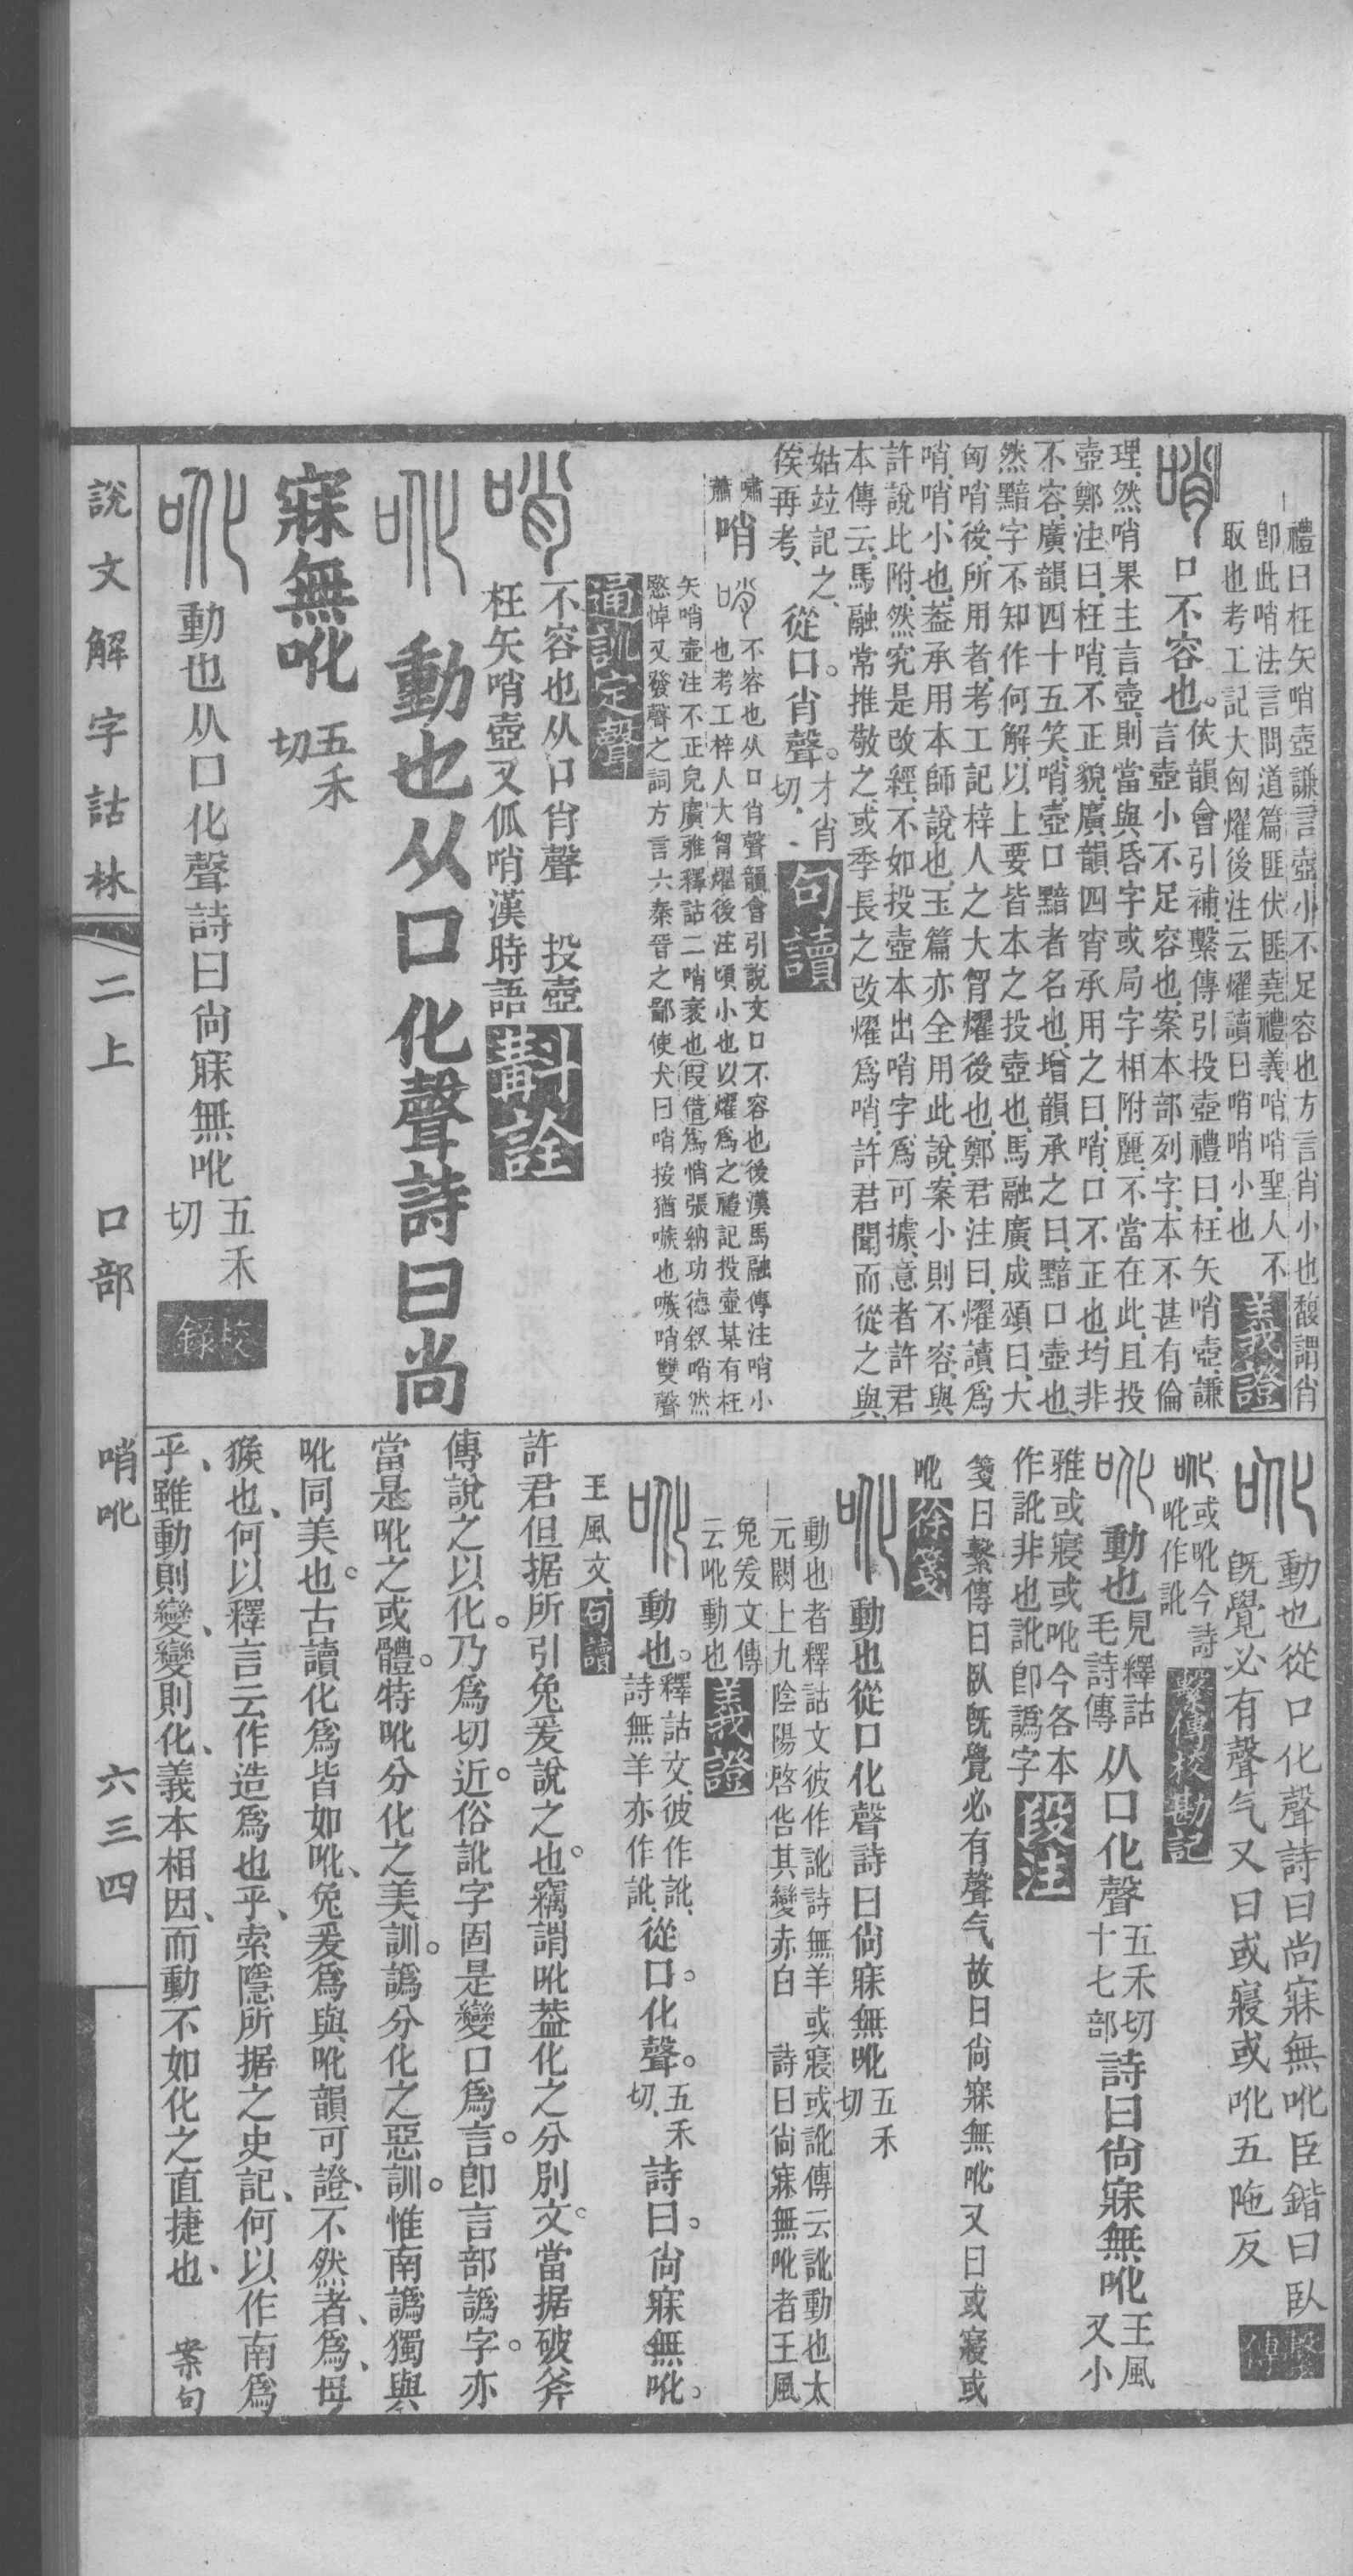 禮曰枉矢哨壺謙言壺小不足容也方言肖小也馥謂肖
卽此哨法言問道篇匪伏匪堯禮義哨哨聖人不
取也考工記大匈燿後注云燿讀曰哨哨小也
義證
哨
口不容也。
依韻會引補。繫傳引投壺禮曰、枉矢哨壺、謙
言壺小不足容也、案本部列字、本不甚有倫
理、然哨果主言壺、則當與昏字或局字相附麗、不當在此、且投
壺鄭注曰、枉哨、不正貌、廣韻四宵承用之曰、哨、口不正也、均非
不容、廣韻四十五笑、哨、壺口黯者名也、增韻承之曰、黯口壺也、
然黯字不知作何解、以上要皆本之投壺也、馬融廣成頌曰、大
匈哨後、所用者、考工記梓人之大胷燿後也、鄭君注曰、燿讀爲
哨、哨、小也、葢承用本師說也、玉篇亦全用此說、案小則不容、與
許說比附、然究是改經、不如投壺本出哨字爲可據、意者許君
本傳云、馬融常推敬之、或季長之改燿爲哨、許君聞而從之與、
姑竝記之、
俟再考、
從口。肖聲。
才肖
切、
句讀
嘯
蕭
哨
哨
不容也从口肖聲韻會引說文口不容也後漢馬融傳注哨小
也考工梓人大胷燿後注頃小也以燿爲之禮記投壺某有枉
矢哨壺注不正皃廣雅釋詁二哨衺也叚借爲悄張納功德叙哨然
慜悼又發聲之詞方言六秦晉之鄙使犬曰哨按猶嗾也嗾哨雙聲
通訓定聲
哨
不容也从口肖聲　投壺
枉矢哨壺又仈哨漢時語
斠詮
吪
動也从口化聲詩曰尚
寐無吪
五禾
切
吪
動也从口化聲詩曰尙寐無吪
五禾
切
校
錄
吪
動也從口化聲詩曰尚寐無吪臣鍇曰臥
旣覺必有聲气又曰或寢或吪五陁反
繫
傳
吪
或吪今詩
吪作訛
繫傳校勘記
吪
動也
見釋詁
毛詩傳
从口化聲
五禾切
十七部
詩曰尙寐無吪
王風
又小
雅或寢或吪今各本
作訛非也訛卽譌字
段注
箋曰繫傳曰臥旣覺必有聲气故曰尙寐無吪又曰或寢或
吪
徐箋
吪
動也從口化聲詩曰尙寐無吪
五禾
切
動也者釋詁文彼作訛詩無羊或寢或訛傳云訛動也太
元闕上九陰陽啓佁其變赤白　詩曰尙寐無吪者王風
兔爰文傳
云吪動也
義證
吪
動也。
釋詁文、彼作訛、
詩無羊亦作訛、
從口。化聲。
五禾
切、
詩曰。尙寐無吪。
王風文、
句讀
許君但据所引兔爰說之也。竊謂吪葢化之分別文。當据破斧
傳說之以化。乃爲切近。俗訛字固是變口爲言。卽言部譌字。亦
當是吪之或體。特吪分化之美訓。譌分化之惡訓。惟南譌獨與
吪同美也。古讀化爲皆如吪、兔爰爲與吪韻可證、不然者、爲、母
猴也、何以釋言云作造爲也乎、索隱所据之史記、何以作南爲
乎、雖動則變、變則化、義本相因、而動不如化之直捷也、　案句
說文解字詁林
二上
口部
哨吪
六三四